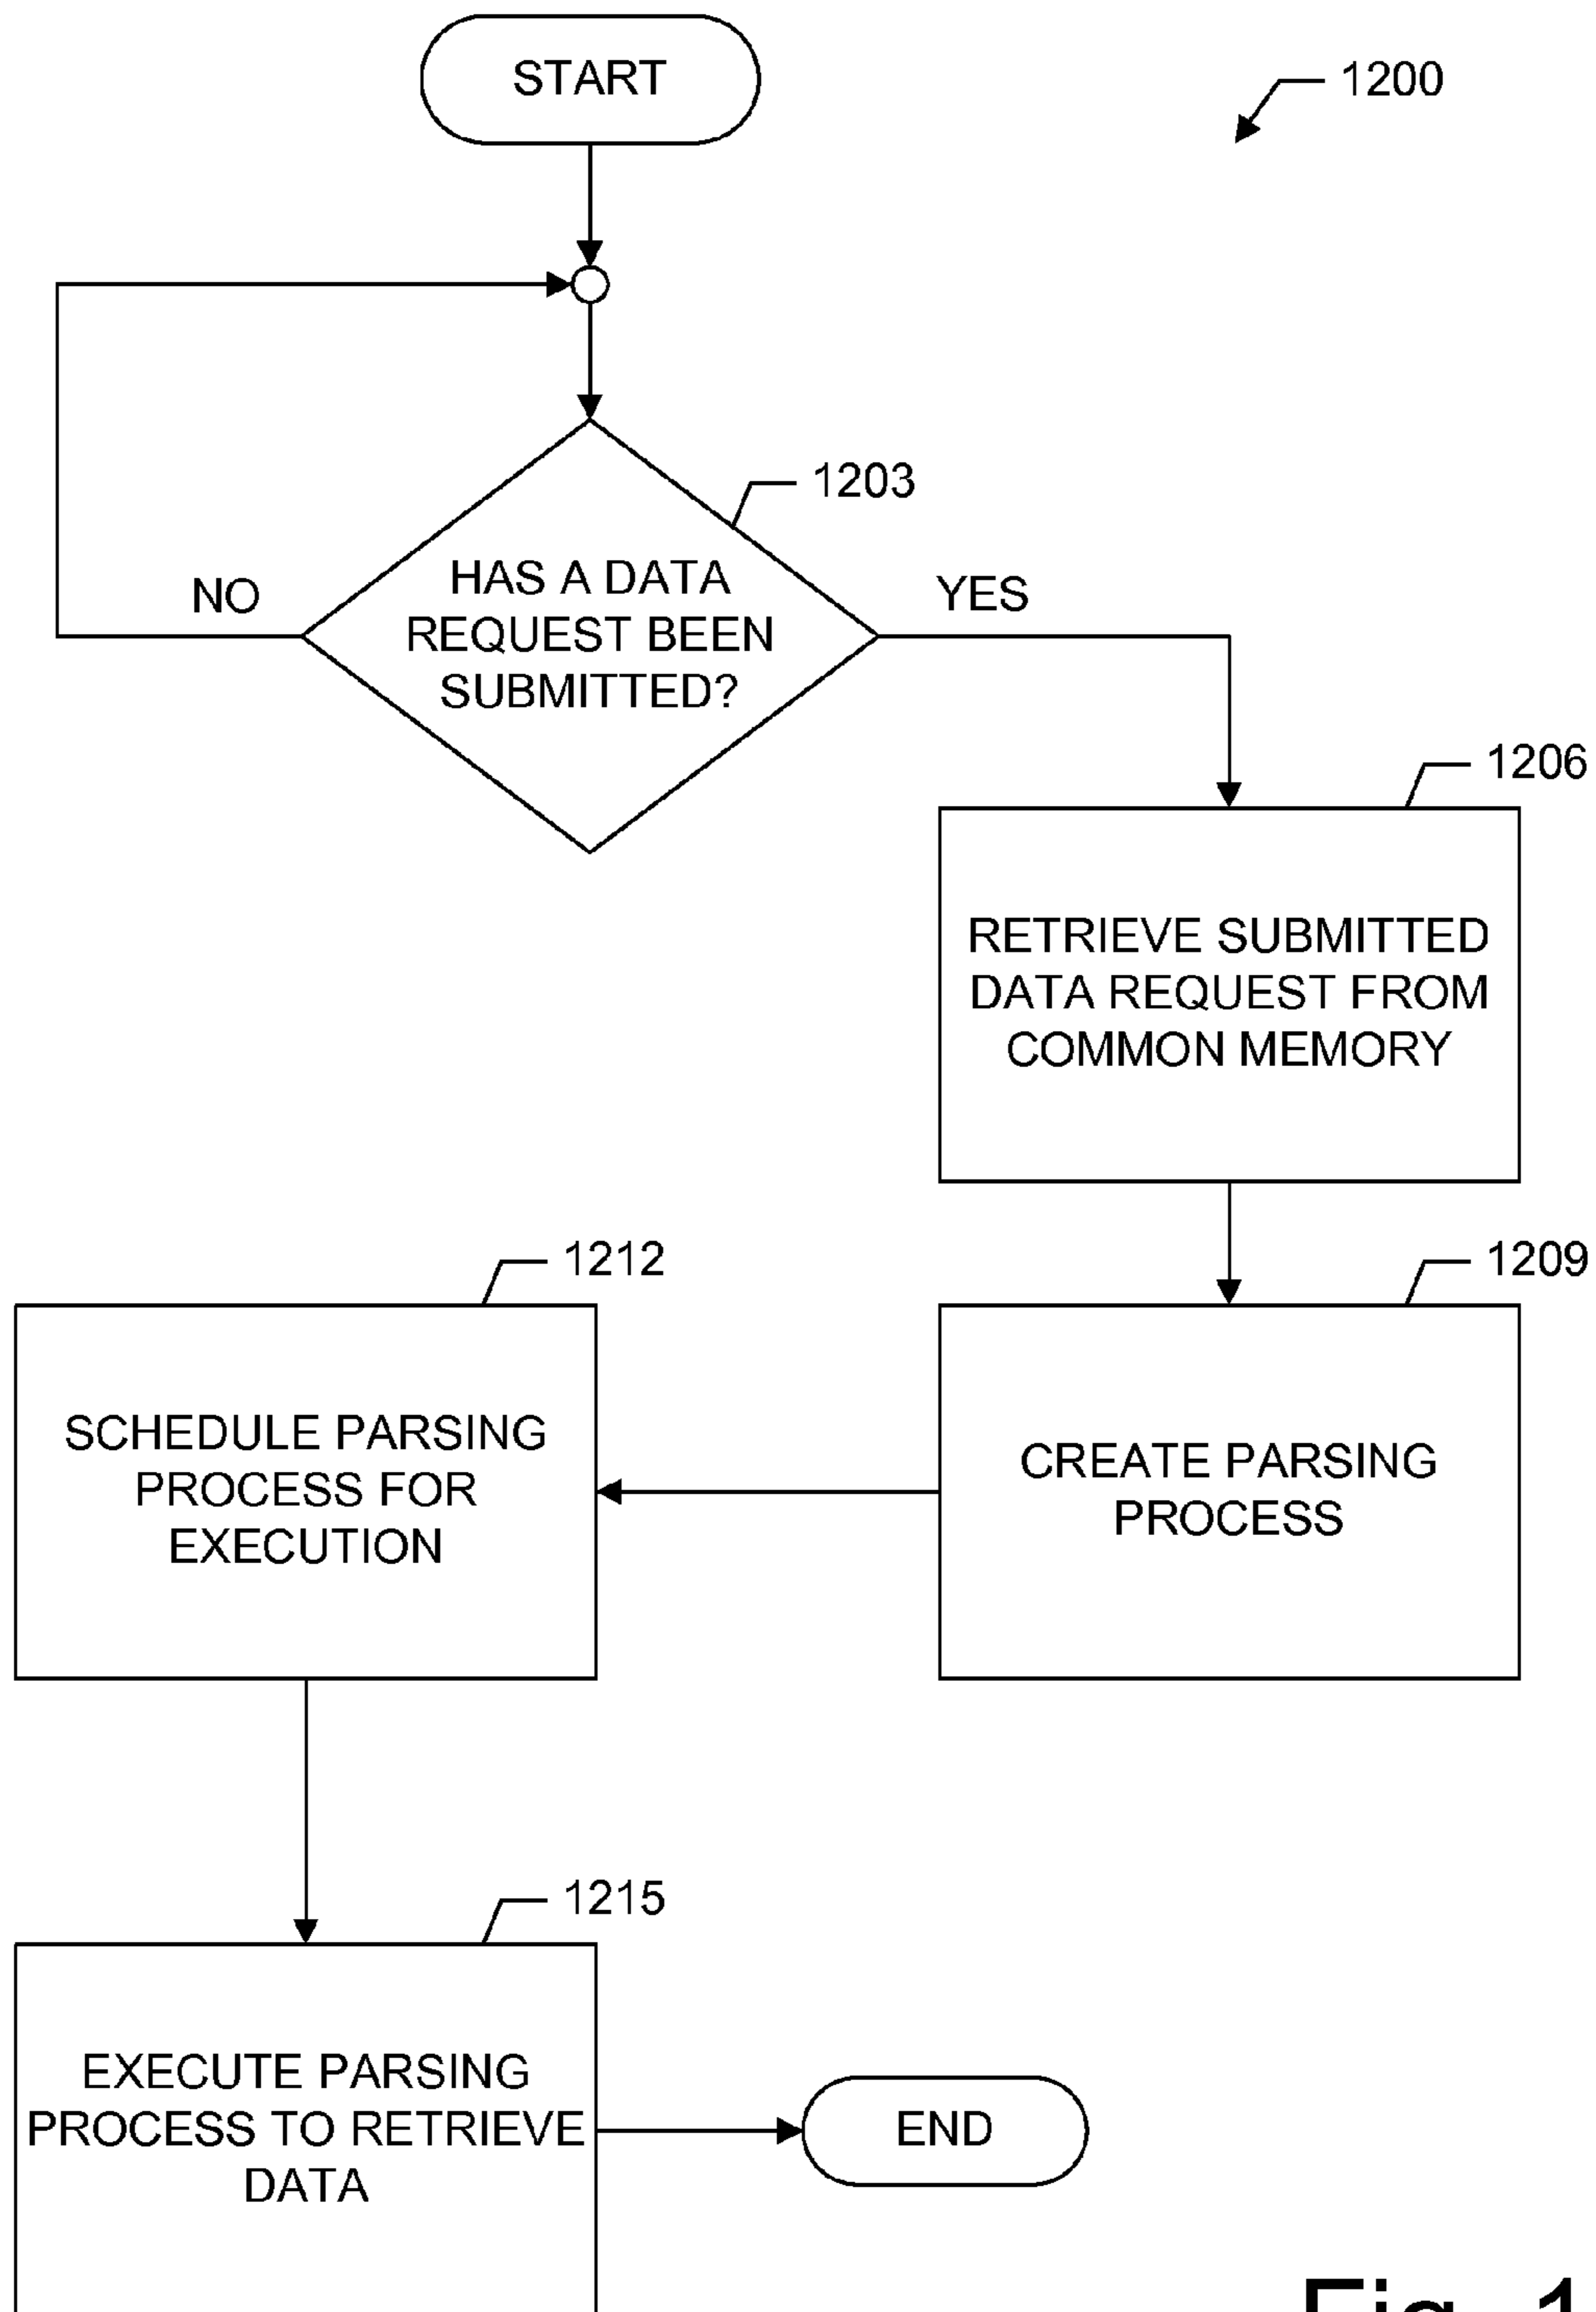 START
1200
1203
HAS A DATA
REQUEST BEEN
SUBMITTED?
NO
YES
1206
RETRIEVE SUBMITTED
DATA REQUEST FROM
COMMON MEMORY
1212
1209
SCHEDULE PARSING
PROCESS FOR
EXECUTION
CREATE PARSING
PROCESS
1215
EXECUTE PARSING
PROCESS TO RETRIEVE
DATA
END